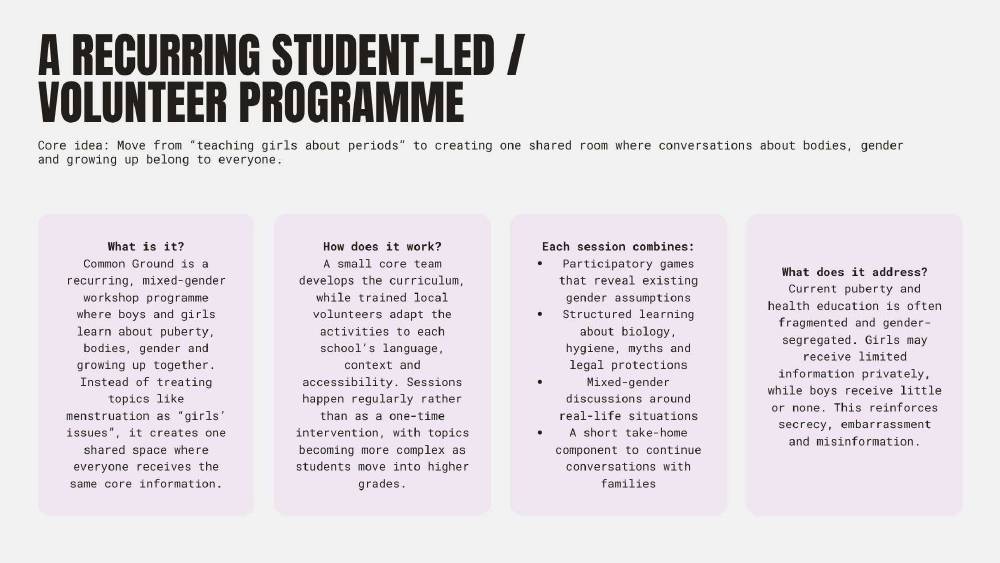 A RECURRING STUDENT-LED /
VOLUNTEER PROGRAMME
Core idea: Move from “teaching girls about periods” to creating one shared room where conversations about bodies, gender
and growing up belong to everyone.
What is it?
Common Ground is a
recurring, mixed-gender
workshop programme
where boys and girls
learn about puberty,
bodies, gender and
growing up together.
Instead of treating
topics like
menstruation as “girls’
issues”, it creates one
shared space where
everyone receives the
same core information.
How does it work?
A small core team
develops the curriculum,
while trained local
volunteers adapt the
activities to each
school’s language,
context and
accessibility. Sessions
happen regularly rather
than as a one-time
intervention, with topics
becoming more complex as
students move into higher
grades.
Each session combines:
• Participatory games
that reveal existing
gender assumptions
• Structured learning
about biology,
hygiene, myths and
legal protections
• Mixed-gender
discussions around
real-life situations
• A short take-home
component to continue
conversations with
families
What does it address?
Current puberty and
health education is often
fragmented and gender-
segregated. Girls may
receive limited
information privately,
while boys receive little
or none. This reinforces
secrecy, embarrassment
and misinformation.